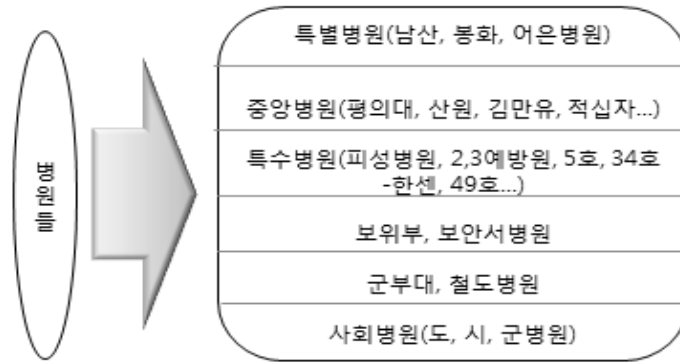 병원들
특별병원(남산, 봉화, 어은병원)
중앙병원(평의대, 산원, 김만유, 적십자...)
특수병원(피성병원, 2,3예방원, 5호, 34호
-한센, 49호...)
보위부, 보안서병원
군부대, 철도병원
사회병원(도, 시, 군병원)